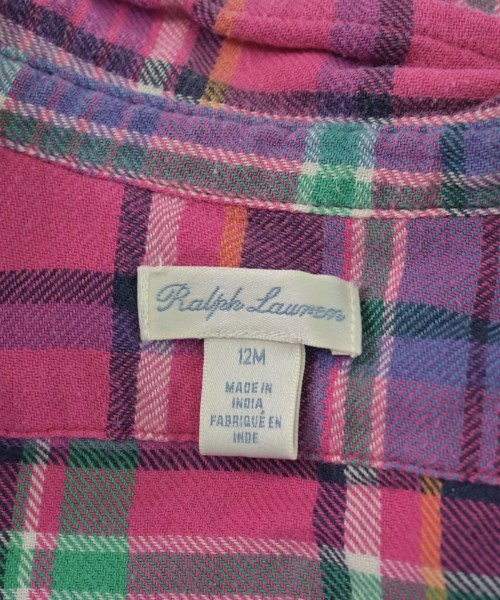 Ralph Lauren
12M
MADE IN
INDIA
FABRIQUÉ EN
INDE